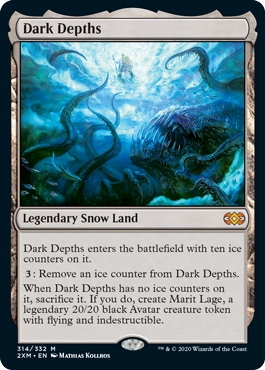 Dark Depths
Legendary Snow Land
Dark Depths enters the battlefield with ten ice
counters on it.
3: Remove an ice counter from Dark Depths.
When Dark Depths has no ice counters on
it, sacrifice it. If you do, create Marit Lage, a
legendary 20/20 black Avatar creature token
with flying and indestructible.
314/332 M
2XM • EN MATHIAS KOLLROS
™ & © 2020 Wizards of the Coast